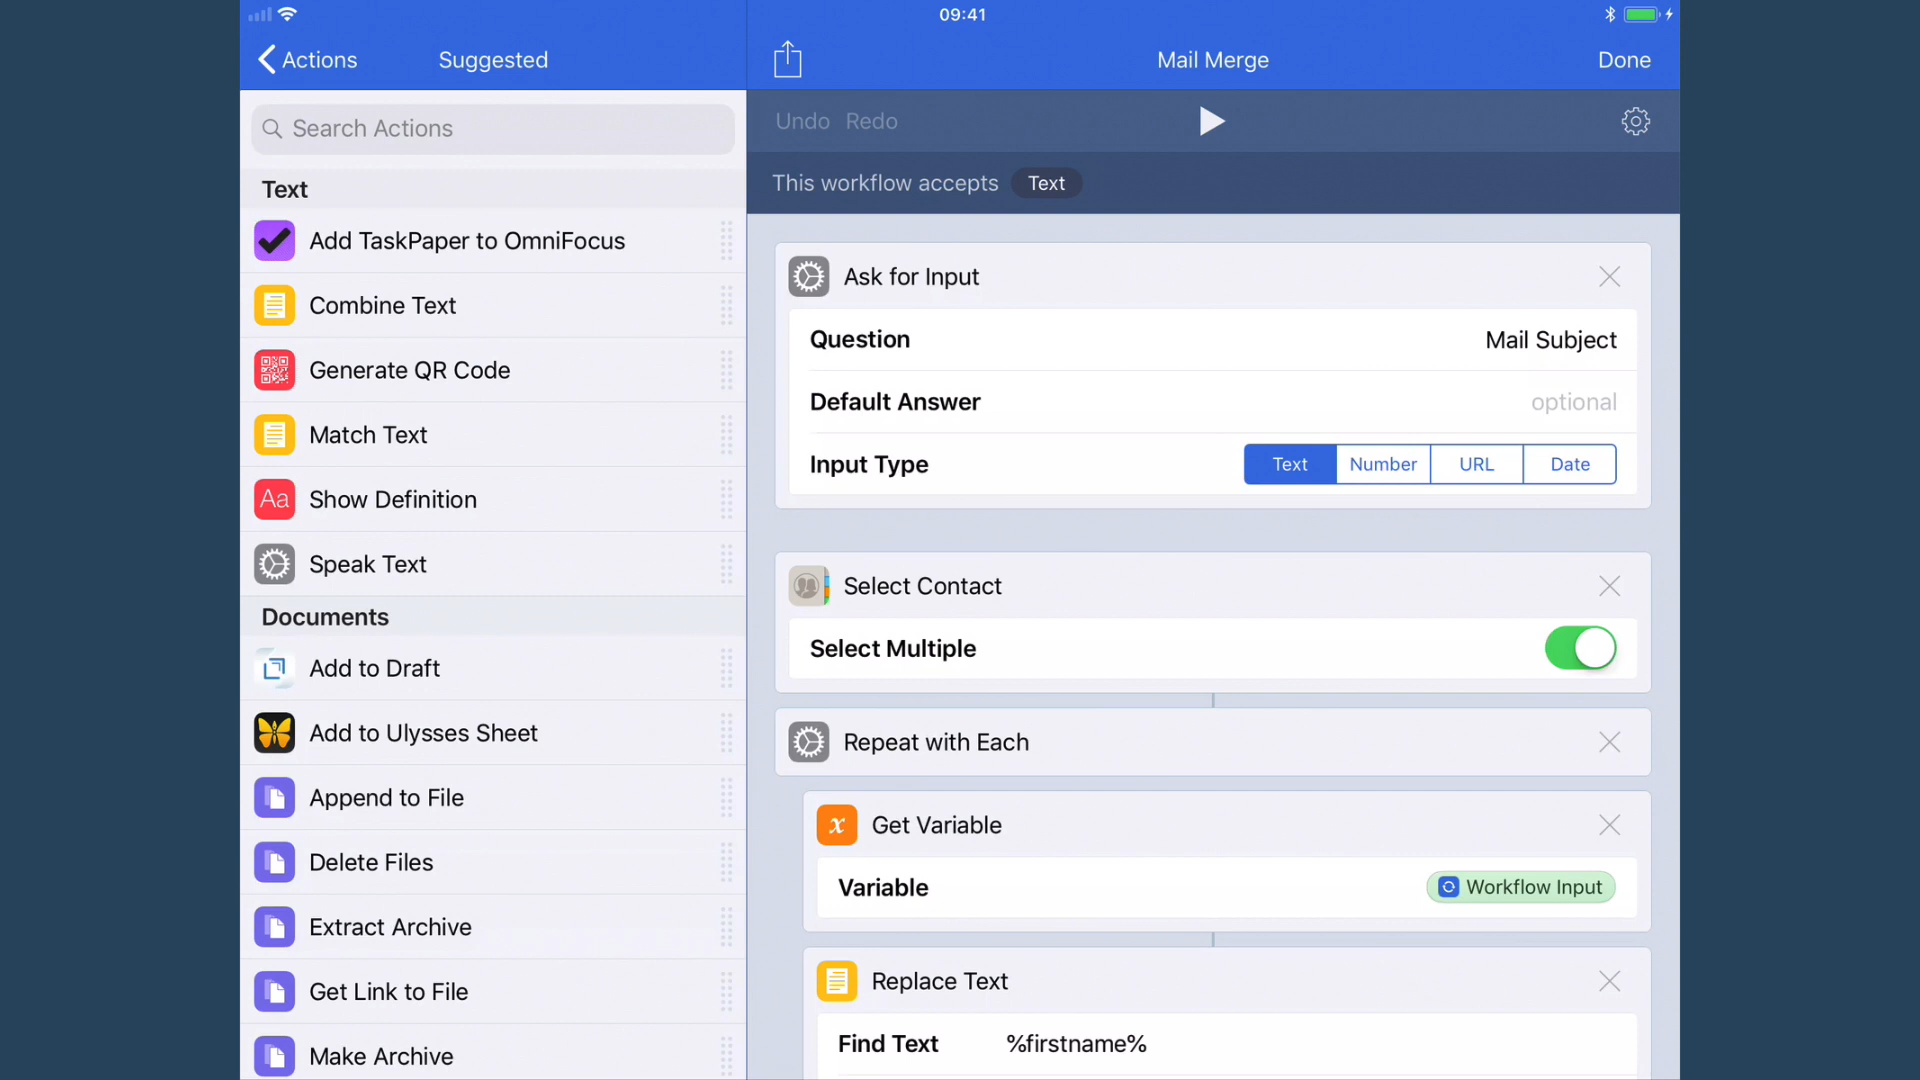 09:41
Actions
Suggested
Mail Merge
Done
Search Actions
Text
Add TaskPaper to OmniFocus
Combine Text
Generate QR Code
Match Text
Aa
Show Definition
Speak Text
Documents
Add to Draft
Add to Ulysses Sheet
Append to File
Delete Files
Extract Archive
Get Link to File
Make Archive
Undo Redo
This workflow accepts Text
Ask for Input
Question Mail Subject
Default Answer optional
Input Type Text Number URL Date
Select Contact
Select Multiple
Repeat with Each
x Get Variable
Variable Workflow Input
Replace Text
Find Text %firstname%